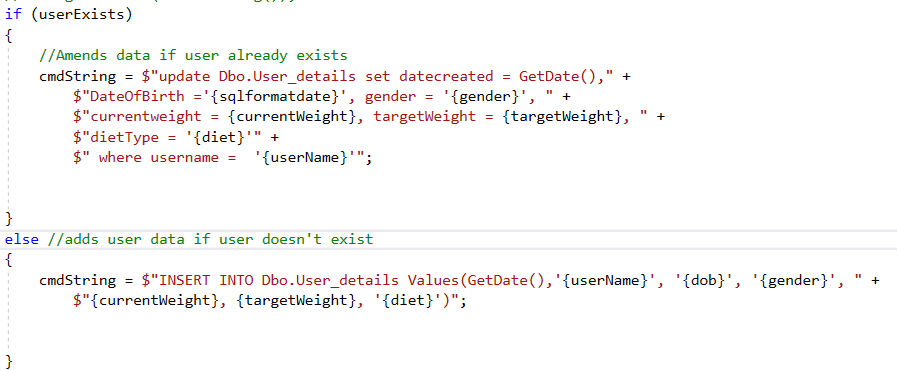 if (userExists)
{
//Amends data if user already exists
cmdString = $"update Dbo.User_details set datecreated = GetDate()," +
$"DateOfBirth ='{sqlformatdate}', gender = '{gender}', " +
$"currentweight = {currentWeight}, targetWeight = {targetWeight}, " +
$"dietType = '{diet}'" +
$" where username =  '{userName}'";
}
else //adds user data if user doesn't exist
{
cmdString = $"INSERT INTO Dbo.User_details Values(GetDate(),'{userName}', '{dob}', '{gender}', " +
$"{currentWeight}, {targetWeight}, '{diet}')";
}